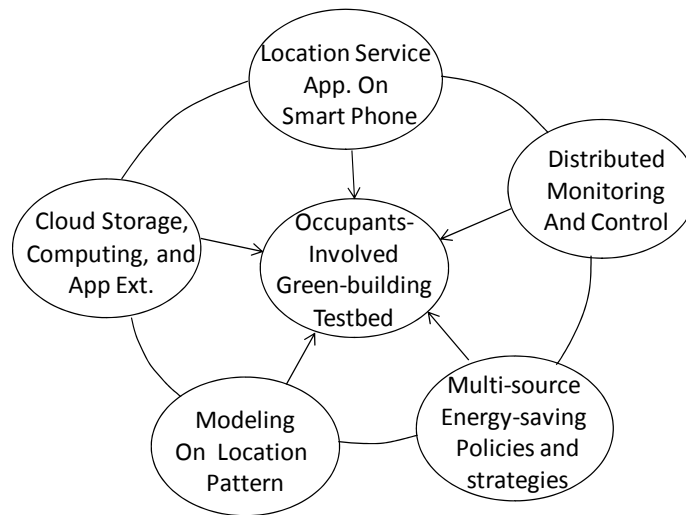 Location Service
App. On
Smart Phone
Distributed
Monitoring
And Control
Cloud Storage,
Computing, and
App Ext.
Occupants-
Involved
Green-building
Testbed
Multi-source
Energy-saving
Policies and
strategies
Modeling
On Location
Pattern